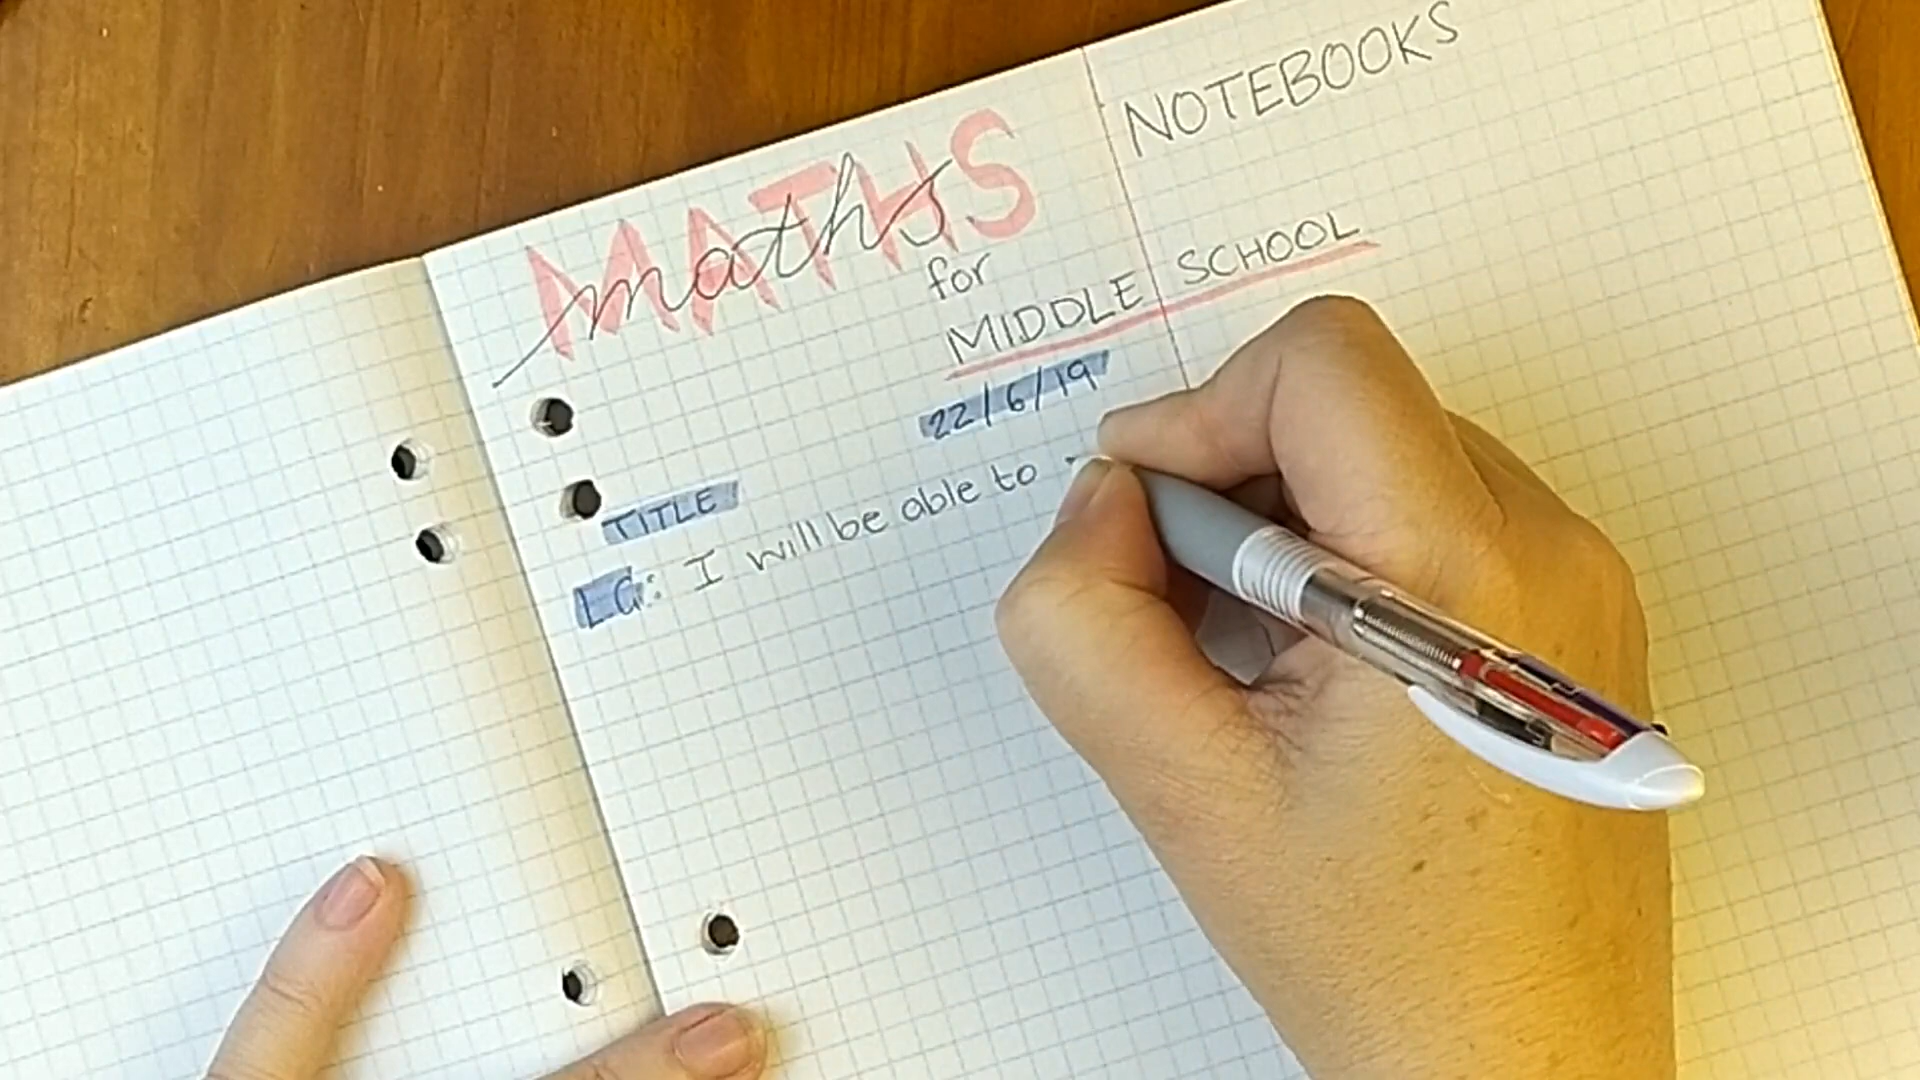 MATHS
maths
for
MIDDLE SCHOOL
NOTEBOOKS
22/6/19
TITLE
LG: I will be able to